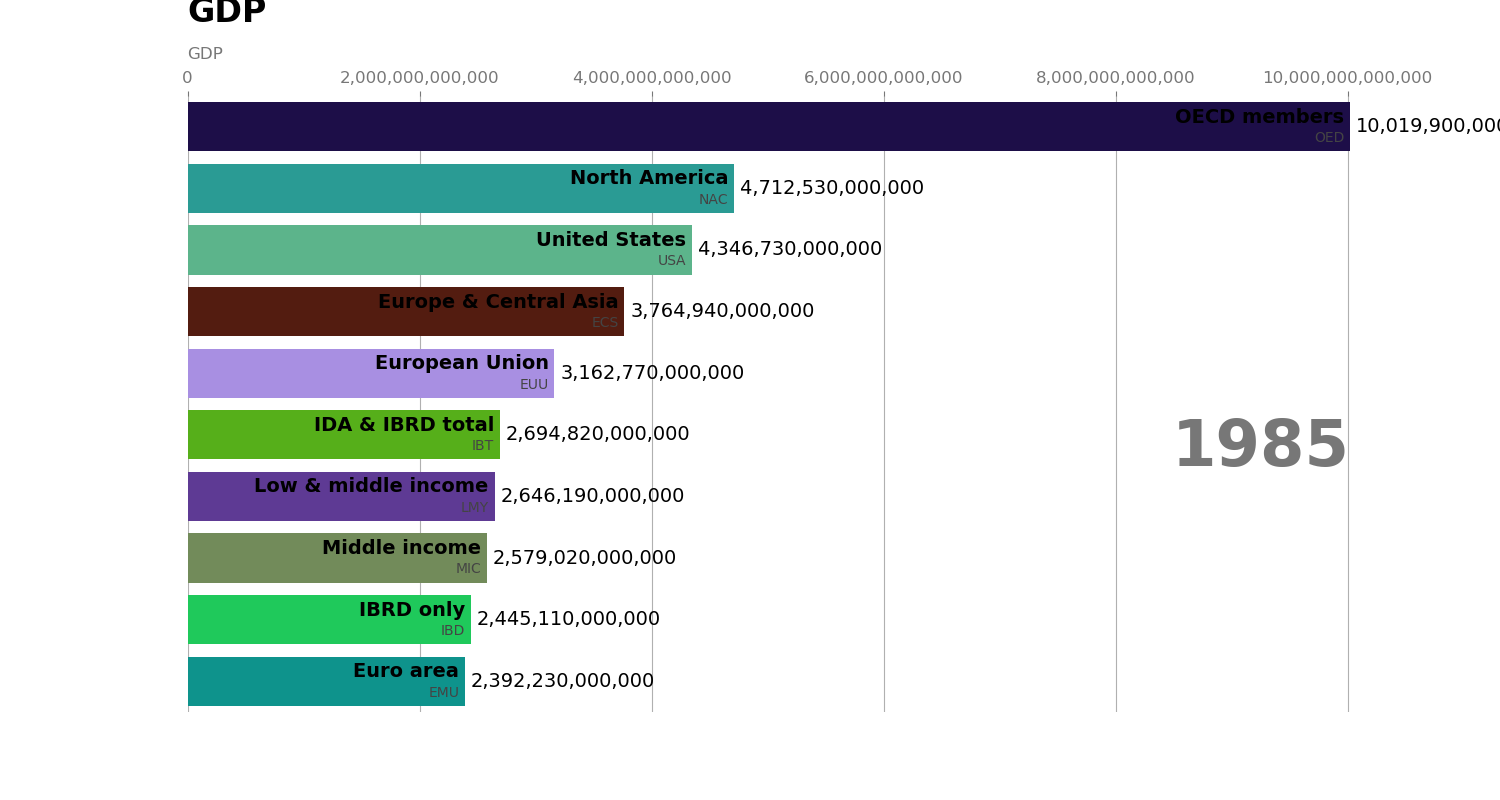 GDP
GDP
0 2,000,000,000,000 4,000,000,000,000 6,000,000,000,000 8,000,000,000,000 10,000,000,000,000
OECD members
OED
10,019,900,000
North America
NAC
4,712,530,000,000
United States
USA
4,346,730,000,000
Europe & Central Asia
ECS
3,764,940,000,000
European Union
EUU
3,162,770,000,000
IDA & IBRD total
IBT
2,694,820,000,000
1985
Low & middle income
LMY
2,646,190,000,000
Middle income
MIC
2,579,020,000,000
IBRD only
IBD
2,445,110,000,000
Euro area
EMU
2,392,230,000,000